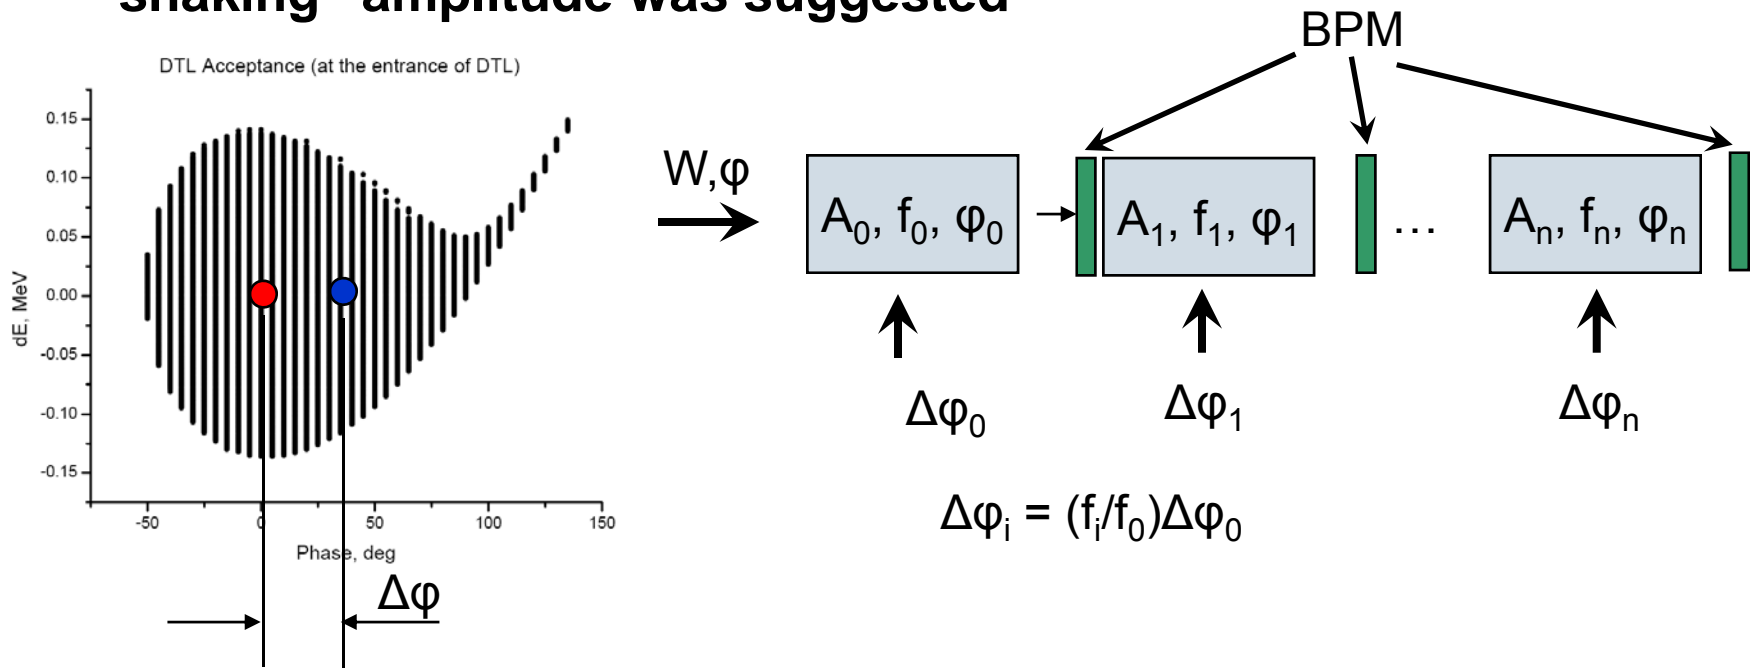 shaking" amplitude was suggested
DTL Acceptance (at the entrance of DTL)
0.15
0.10
0.05
0.00
-0.05
-0.10
-0.15
dE, MeV
-50
0
50
100
150
Phase, deg
Δφ
BPM
W,φ
A0, f0, φ0
A1, f1, φ1
...
An, fn, φn
Δφ0
Δφ1
Δφn
Δφi = (fi/f0)Δφ0